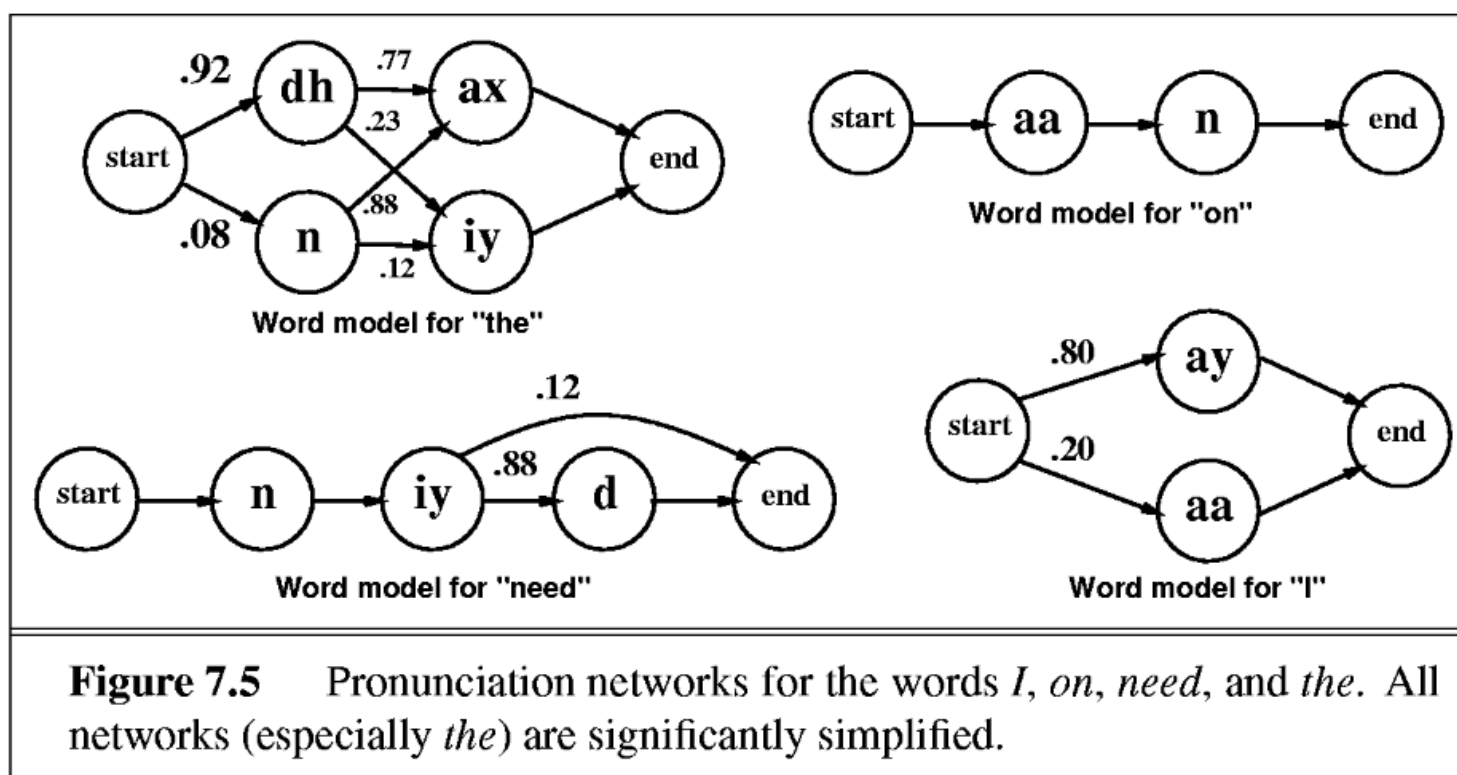 .92
dh
.77
ax
.23
start
end
.08
n
.88
iy
.12
Word model for "the"
start
aa
n
end
Word model for "on"
.12
start
n
iy
.88
d
end
Word model for "need"
.80
ay
start
end
.20
aa
Word model for "I"
Figure 7.5 Pronunciation networks for the words I, on, need, and the. All
networks (especially the) are significantly simplified.